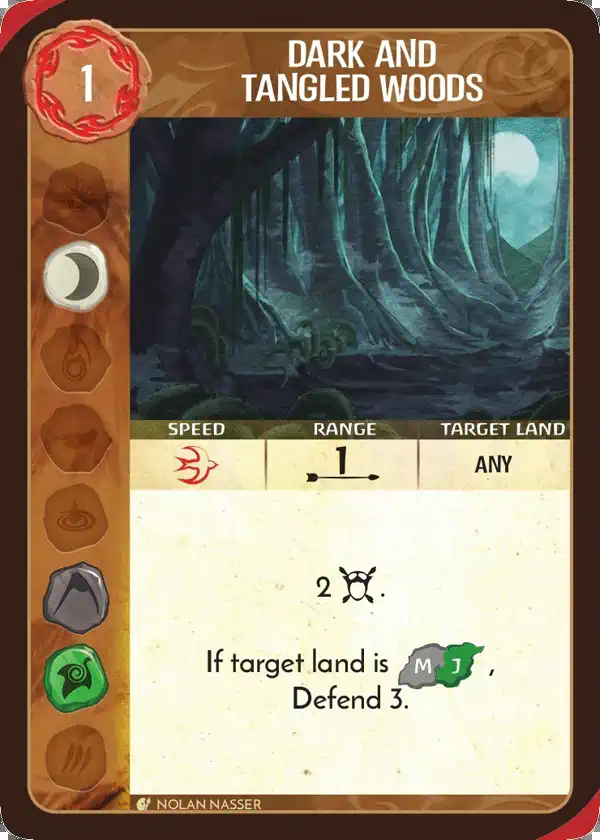 1
DARK AND
TANGLED WOODS
SPEED RANGE TARGET LAND
1 ANY
2 .
If target land is M J ,
Defend 3.
NOLAN NASSER